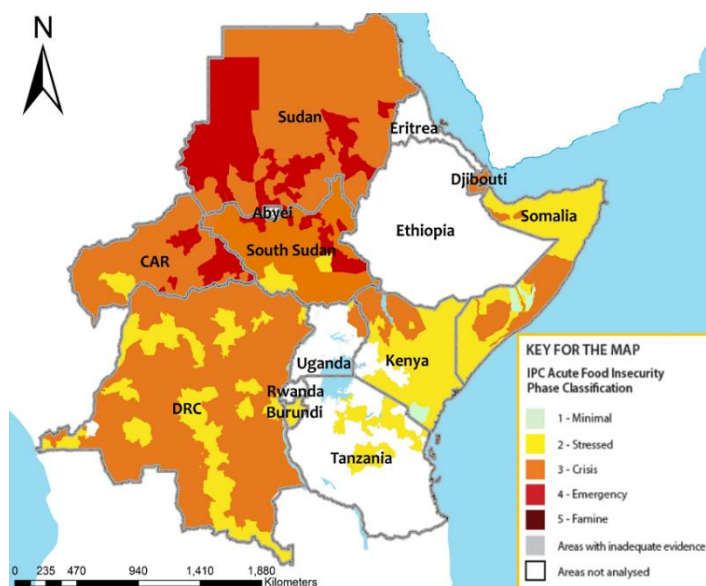 N
Sudan
Eritrea
Djibouti
Abyei
Somalia
Ethiopia
CAR
South Sudan
Uganda
Kenya
Rwanda
DRC
Burundi
Tanzania
KEY FOR THE MAP
IPC Acute Food Insecurity
Phase Classification
1 - Minimal
2 - Stressed
3 - Crisis
4 - Emergency
5 - Famine
Areas with inadequate evidence
Areas not analysed
0 235 470 940 1,410 1,880
Kilometers